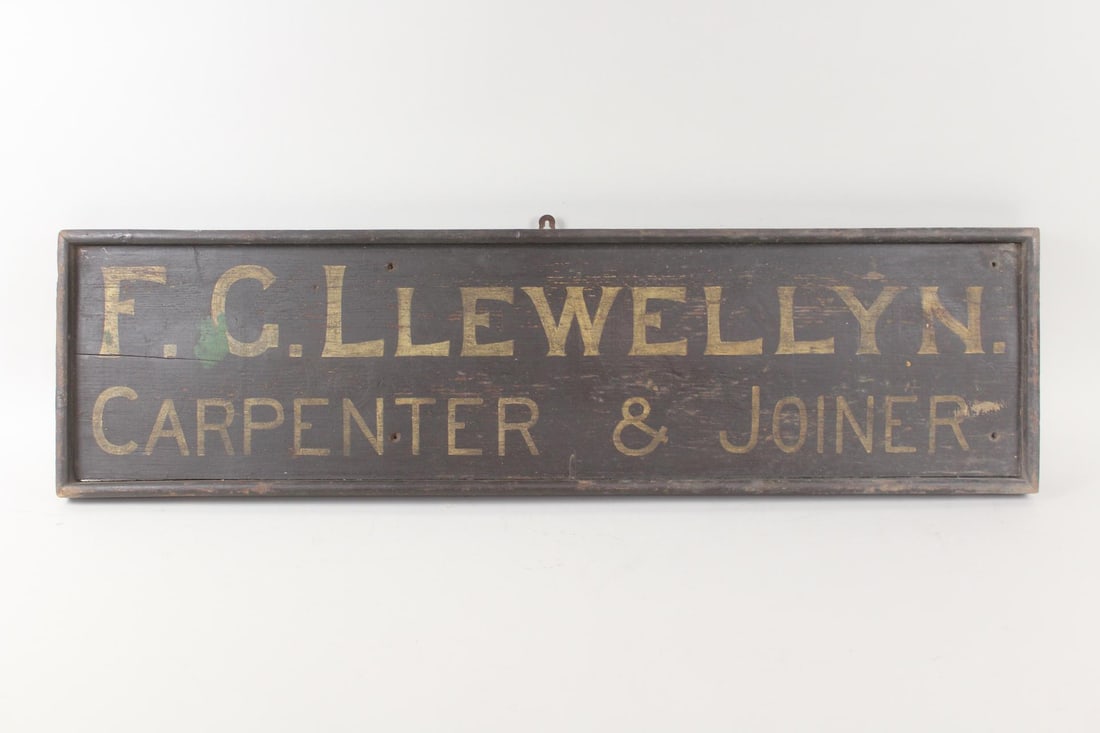 F. G. LLEWELLYN.
CARPENTER & JOINER